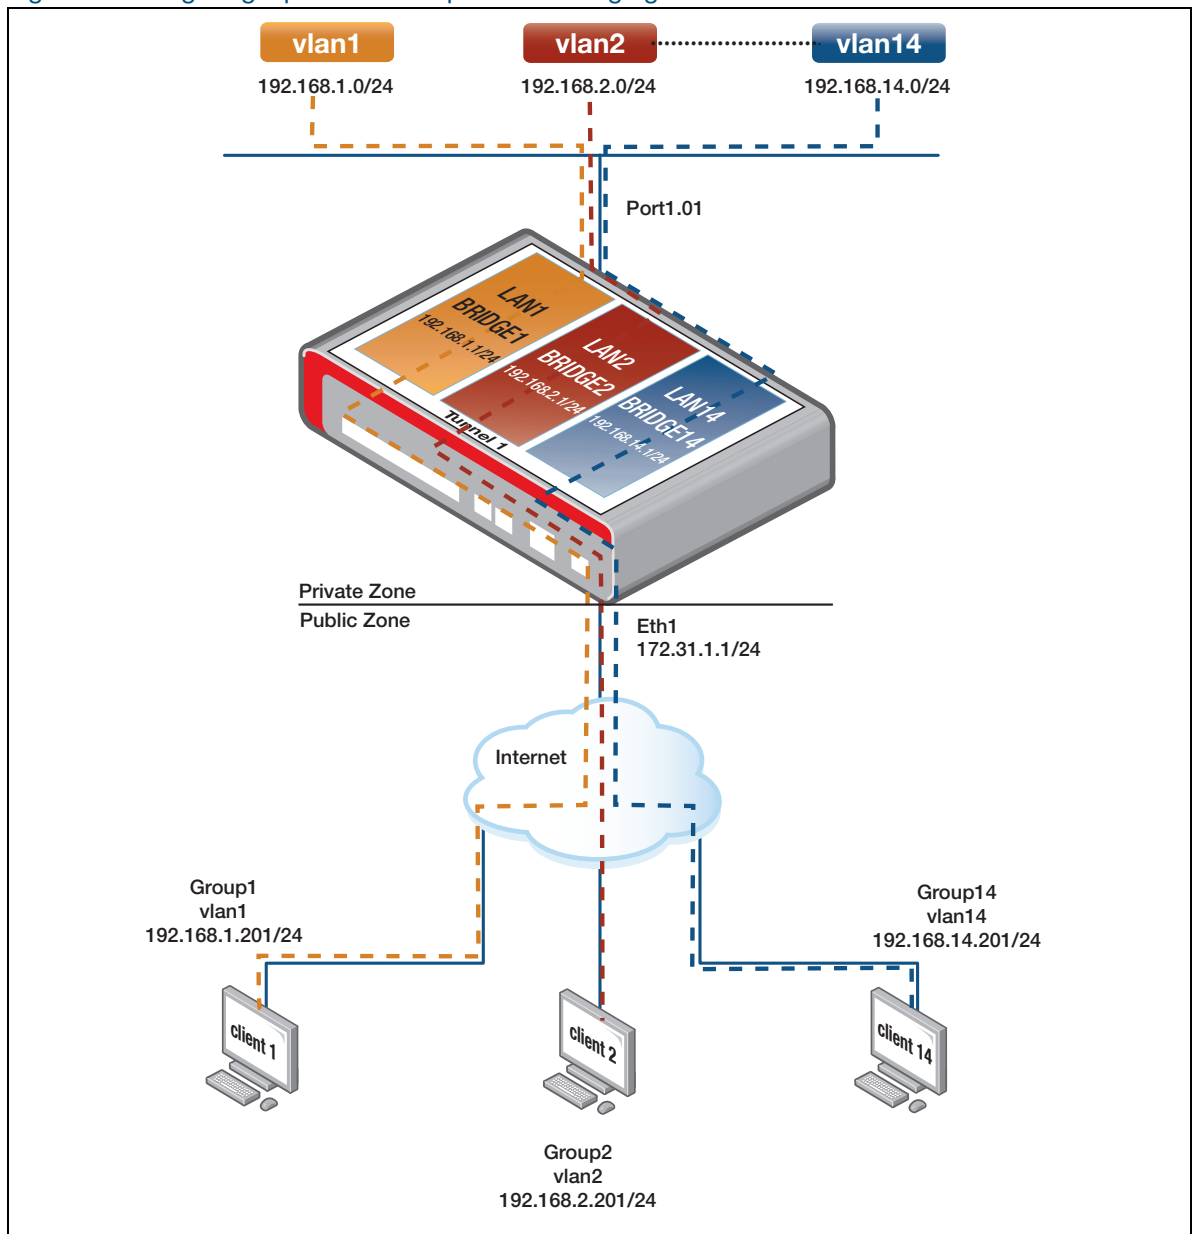 vlan1
vlan2
vlan14
192.168.1.0/24
192.168.2.0/24
192.168.14.0/24
Port1.01
LAN1
BRIDGE1
192.168.1.1/24
LAN2
BRIDGE2
192.168.2.1/24
LAN14
BRIDGE14
192.168.14.1/24
Tunnel 1
Private Zone
Public Zone
Eth1
172.31.1.1/24
Internet
Group1
vlan1
192.168.1.201/24
Group14
vlan14
192.168.14.201/24
client 1
client 2
client 14
Group2
vlan2
192.168.2.201/24